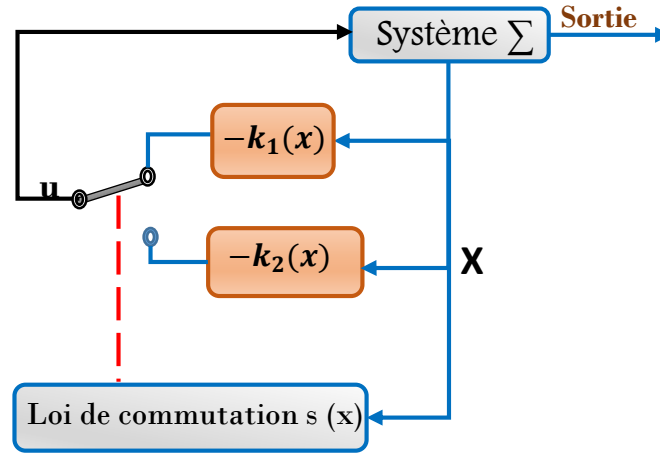 Sortie
Système ∑
−k₁(x)
u
−k₂(x)
X
Loi de commutation s (x)